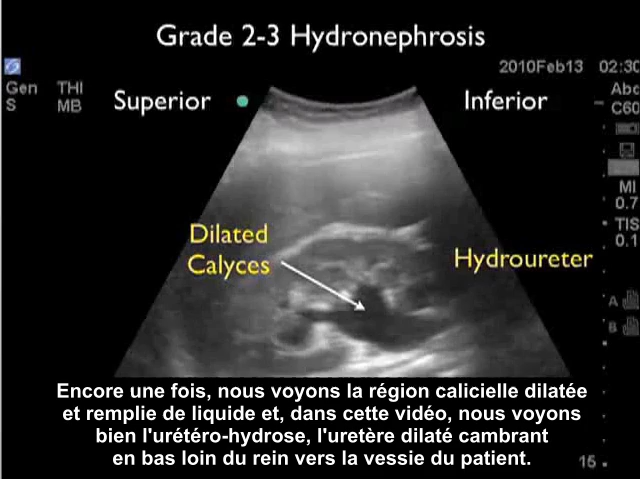 Grade 2-3 Hydronephrosis
2010Feb13 02:30
Gen THI
S MB
Superior
Inferior
Abd
C60
MI
0.7
TIS
0.1
Dilated
Calyces
Hydroureter
A
B
Encore une fois, nous voyons la région calicielle dilatée
et remplie de liquide et, dans cette vidéo, nous voyons
bien l'urétéro-hydrose, l'uretère dilaté cambrant
en bas loin du rein vers la vessie du patient.
15